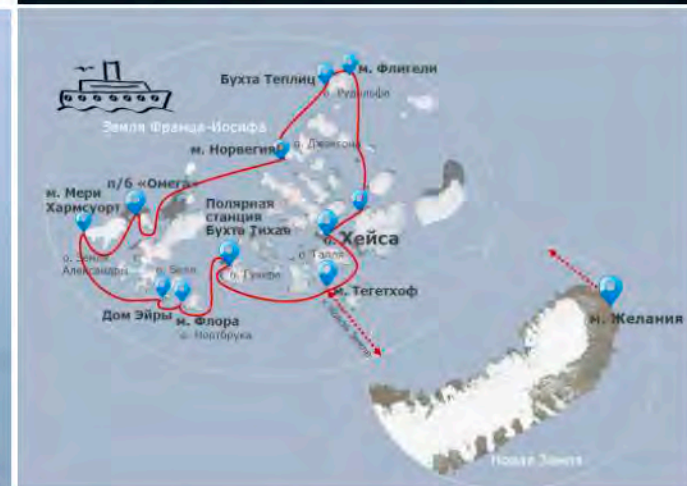 Бухта Теплиц
м. Флигели
о. Рудольфа
Земля Франца-Иосифа
м. Норвегия
о. Джексона
п/б «Омега»
м. Мери
Хармсуорт
Полярная
станция
Бухта Тихая
о. Хейса
о. Галля
о. Земля
Александры
о. Белл
о. Гукера
м. Тегетхоф
Дом Эйры
м. Флора
о. Нортбрука
м. Желания
Новая Земля